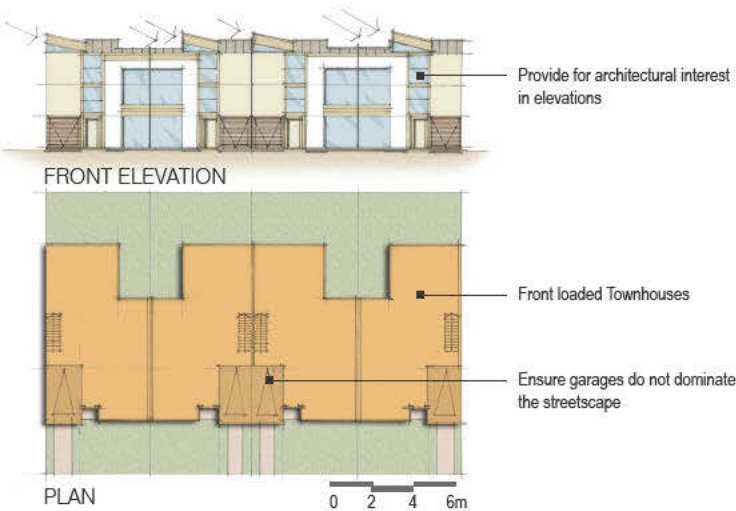 Provide for architectural interest
in elevations
FRONT ELEVATION
Front loaded Townhouses
Ensure garages do not dominate
the streetscape
PLAN
0 2 4 6m